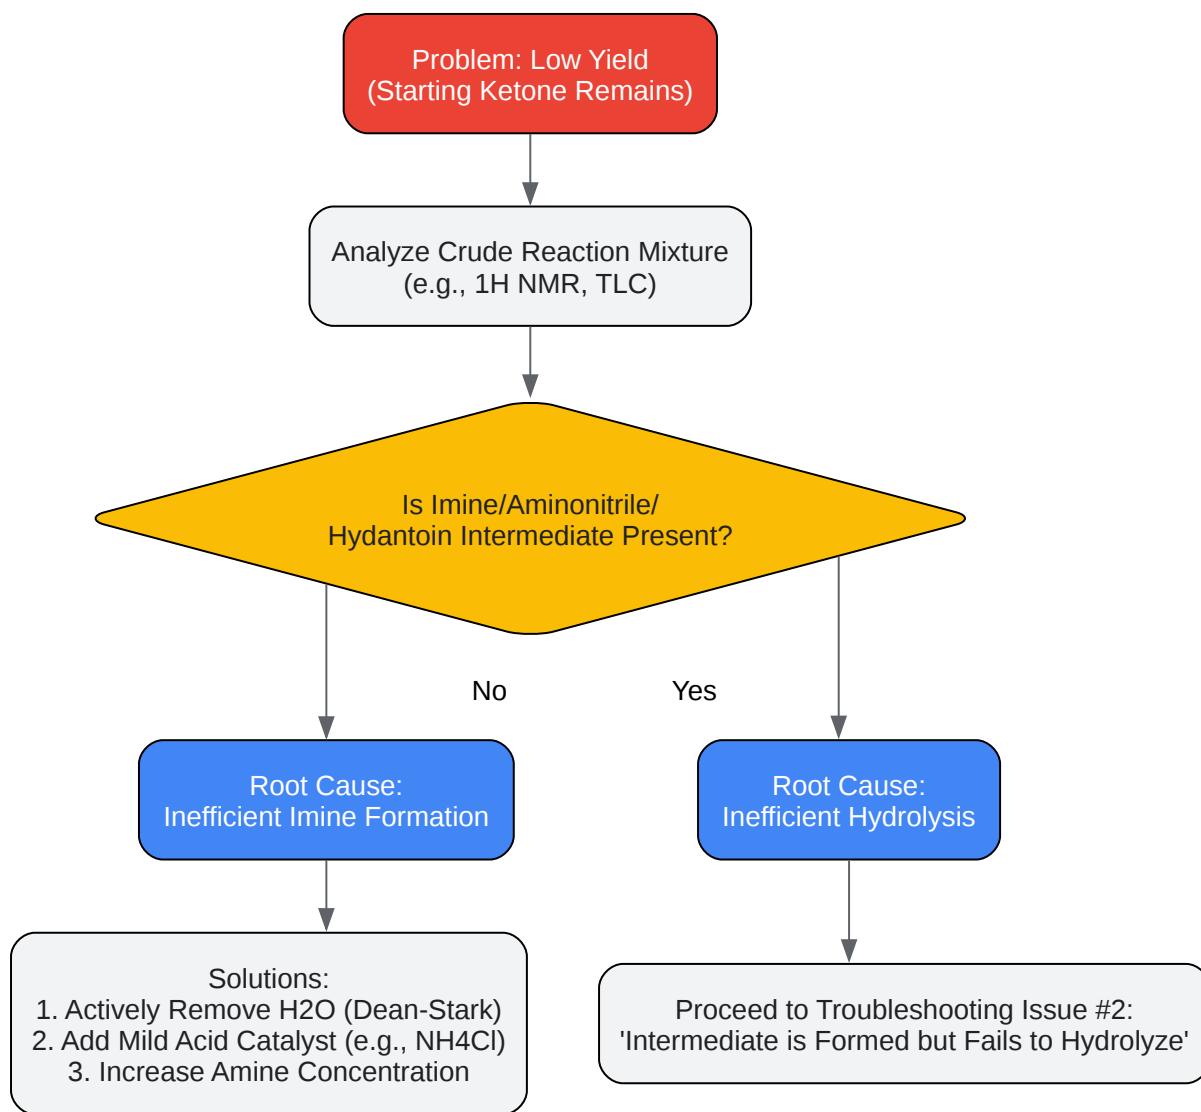 Problem: Low Yield
(Starting Ketone Remains)
Analyze Crude Reaction Mixture
(e.g., 1H NMR, TLC)
Is Imine/Aminonitrile/
Hydantoin Intermediate Present?
No
Yes
Root Cause:
Inefficient Imine Formation
Root Cause:
Inefficient Hydrolysis
Solutions:
1. Actively Remove H2O (Dean-Stark)
2. Add Mild Acid Catalyst (e.g., NH4Cl)
3. Increase Amine Concentration
Proceed to Troubleshooting Issue #2:
'Intermediate is Formed but Fails to Hydrolyze'